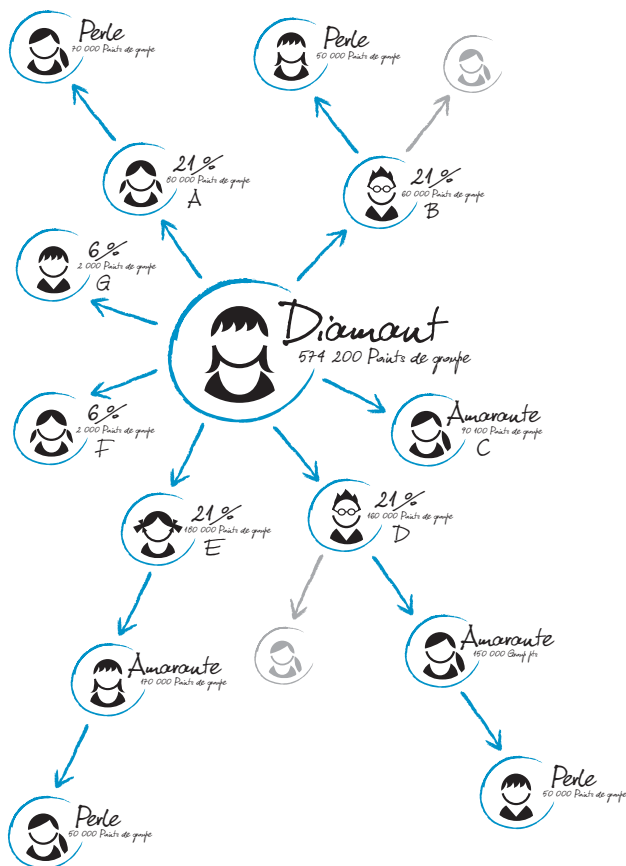 Perle
70 000 Points de groupe
Perle
50 000 Points de groupe
21%
80 000 Points de groupe
A
21%
60 000 Points de groupe
B
6%
2 000 Points de groupe
G
Diamant
574 200 Points de groupe
6%
2 000 Points de groupe
F
Amarante
90 100 Points de groupe
C
21%
180 000 Points de groupe
E
21%
160 000 Points de groupe
D
Amarante
170 000 Points de groupe
Amarante
150 000 Group pts
Perle
50 000 Points de groupe
Perle
50 000 Points de groupe